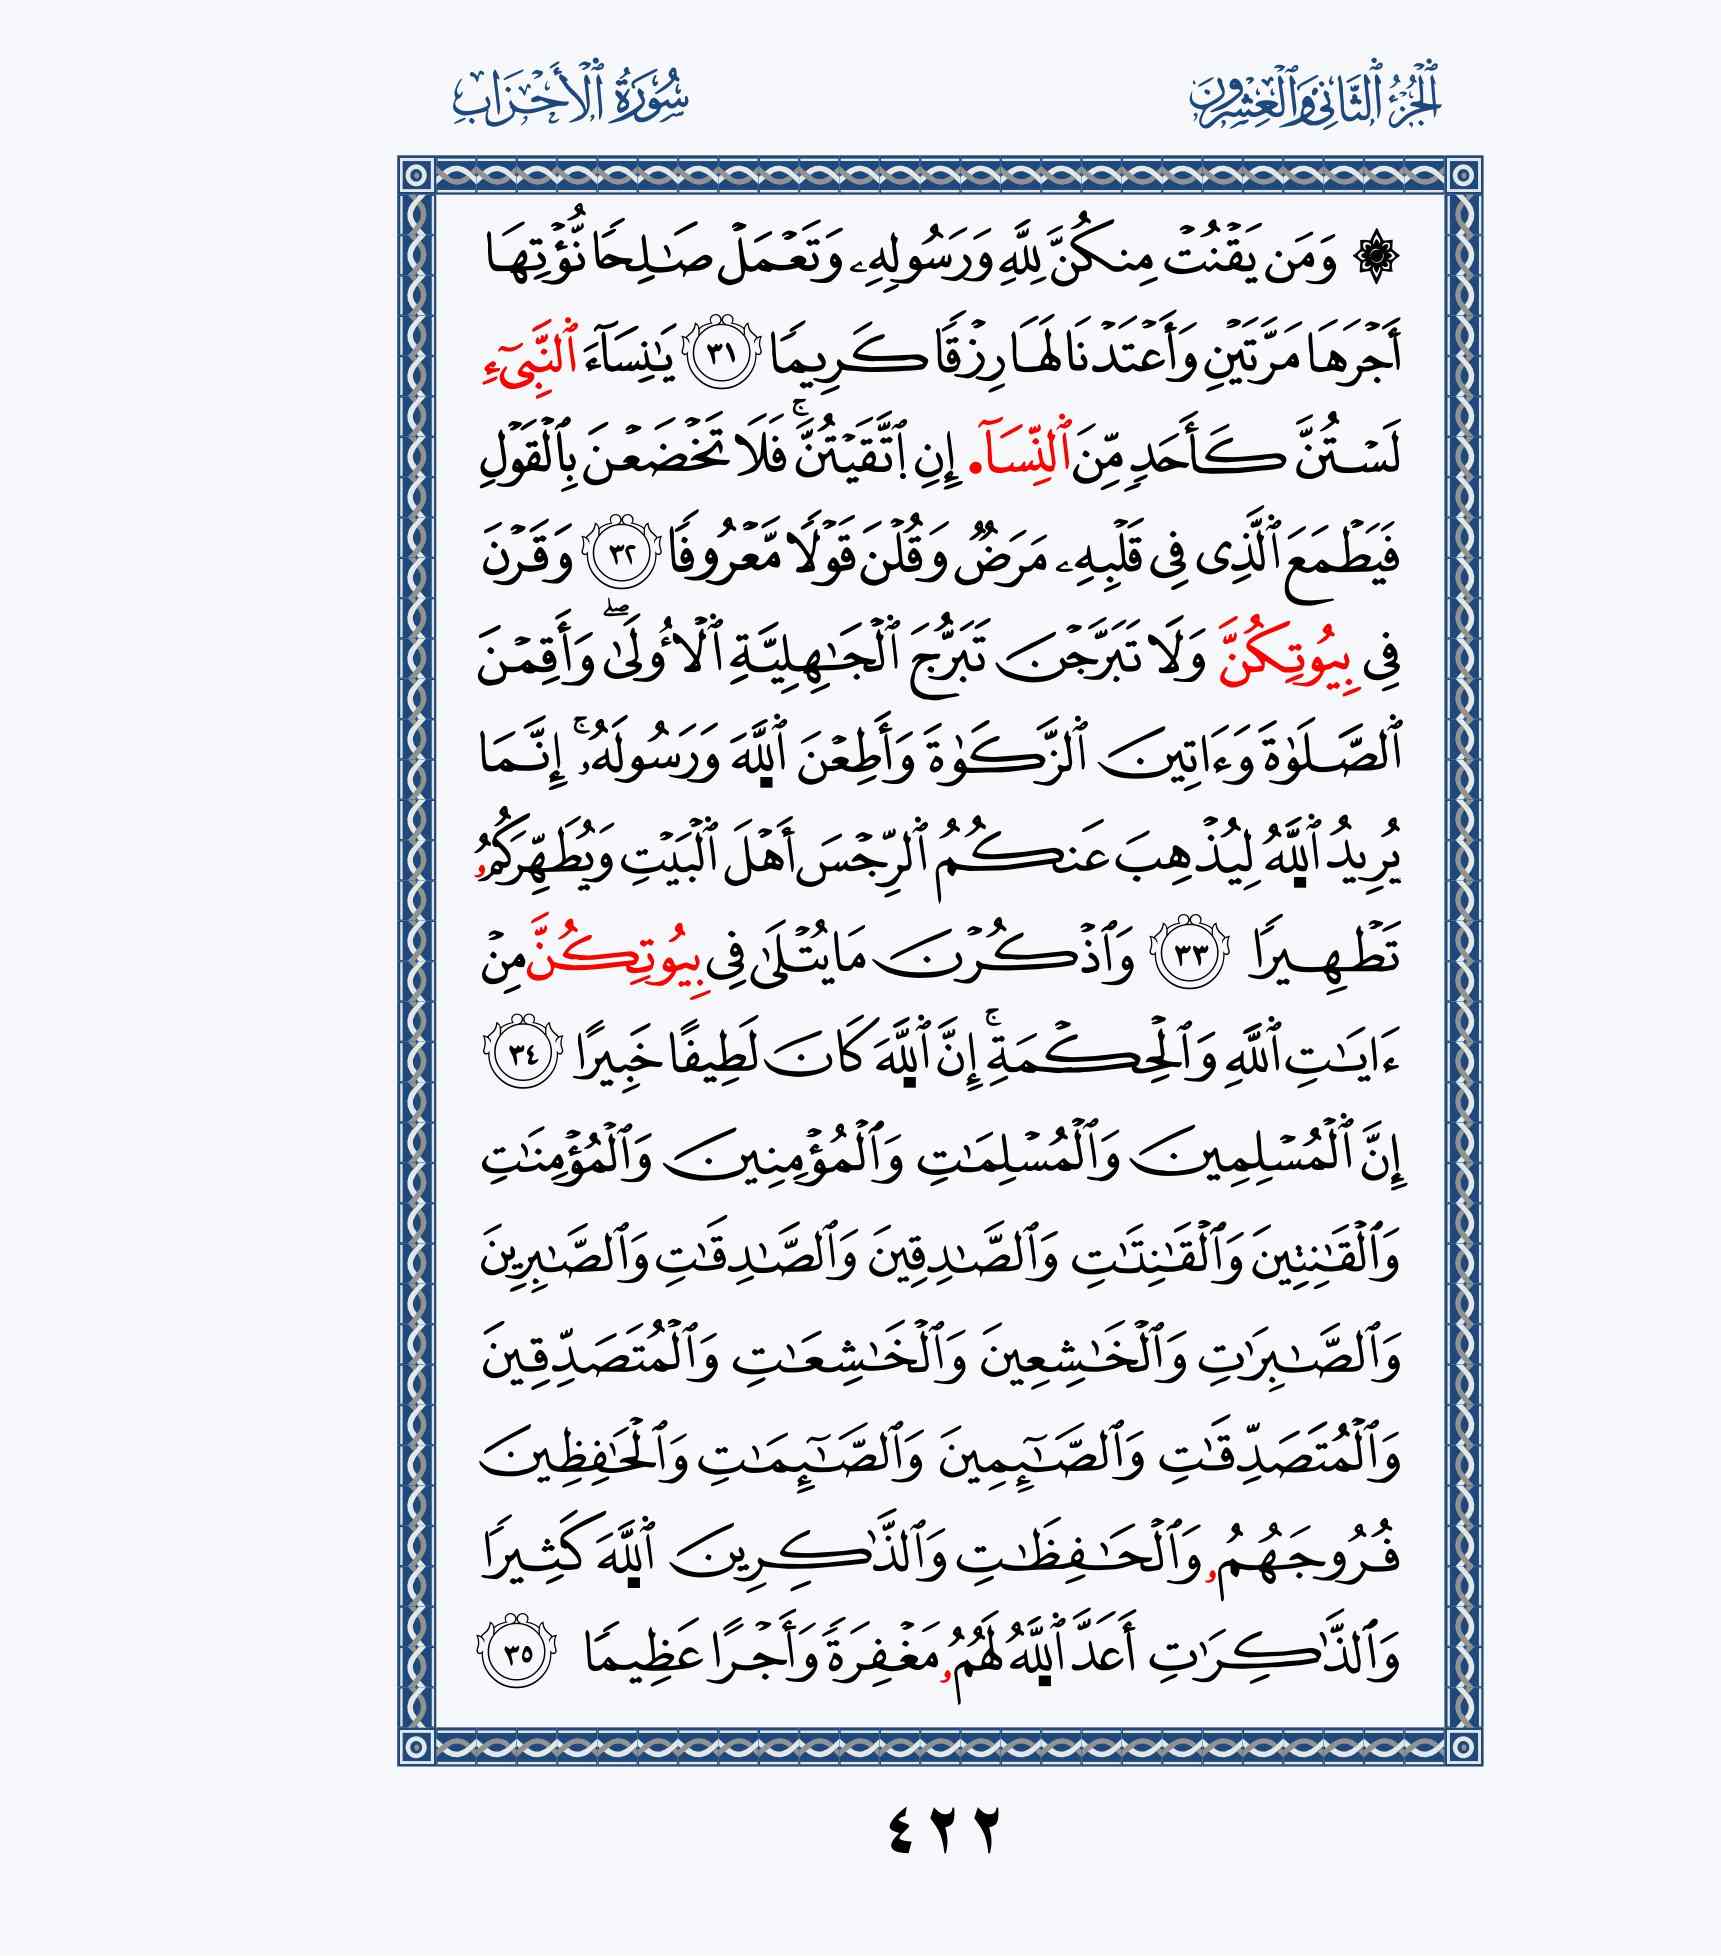 ٱلْجُزْءُ ٱلثَّانِي وَٱلْعِشْرُونَ
سُورَةُ ٱلْأَحْزَابِ
۞ وَمَن يَقْنُتْ مِنكُنَّ لِلَّهِ وَرَسُولِهِۦ وَتَعْمَلْ صَـٰلِحًا نُّؤْتِهَا
أَجْرَهَا مَرَّتَيْنِ وَأَعْتَدْنَا لَهَا رِزْقًا كَرِيمًا ٣١ يَـٰنِسَآءَ ٱلنَّبِىٓءِ
لَسْتُنَّ كَأَحَدٍ مِّنَ ٱلنِّسَآ• إِنِ ٱتَّقَيْتُنَّ ۚ فَلَا تَخْضَعْنَ بِٱلْقَوْلِ
فَيَطْمَعَ ٱلَّذِى فِى قَلْبِهِۦ مَرَضٌ وَقُلْنَ قَوْلًا مَّعْرُوفًا ٣٢ وَقَرْنَ
فِى بِيُوتِكُنَّ وَلَا تَبَرَّجْنَ تَبَرُّجَ ٱلْجَـٰهِلِيَّةِ ٱلْأُولَىٰ ۖ وَأَقِمْنَ
ٱلصَّلَوٰةَ وَءَاتِينَ ٱلزَّكَوٰةَ وَأَطِعْنَ ٱللَّهَ وَرَسُولَهُۥٓ ۚ إِنَّمَا
يُرِيدُ ٱللَّهُ لِيُذْهِبَ عَنكُمُ ٱلرِّجْسَ أَهْلَ ٱلْبَيْتِ وَيُطَهِّرَكُمُۥ
تَطْهِيرًا ٣٣ وَٱذْكُرْنَ مَا يُتْلَىٰ فِى بِيُوتِكُنَّ مِنْ
ءَايَـٰتِ ٱللَّهِ وَٱلْحِكْمَةِ ۚ إِنَّ ٱللَّهَ كَانَ لَطِيفًا خَبِيرًا ٣٤
إِنَّ ٱلْمُسْلِمِينَ وَٱلْمُسْلِمَـٰتِ وَٱلْمُؤْمِنِينَ وَٱلْمُؤْمِنَـٰتِ
وَٱلْقَـٰنِتِينَ وَٱلْقَـٰنِتَـٰتِ وَٱلصَّـٰدِقِينَ وَٱلصَّـٰدِقَـٰتِ وَٱلصَّـٰبِرِينَ
وَٱلصَّـٰبِرَٰتِ وَٱلْخَـٰشِعِينَ وَٱلْخَـٰشِعَـٰتِ وَٱلْمُتَصَدِّقِينَ
وَٱلْمُتَصَدِّقَـٰتِ وَٱلصَّـٰٓئِمِينَ وَٱلصَّـٰٓئِمَـٰتِ وَٱلْحَـٰفِظِينَ
فُرُوجَهُمُۥ وَٱلْحَـٰفِظَـٰتِ وَٱلذَّٰكِرِينَ ٱللَّهَ كَثِيرًا
وَٱلذَّٰكِرَٰتِ أَعَدَّ ٱللَّهُ لَهُمُۥ مَغْفِرَةً وَأَجْرًا عَظِيمًا ٣٥
٤٢٢